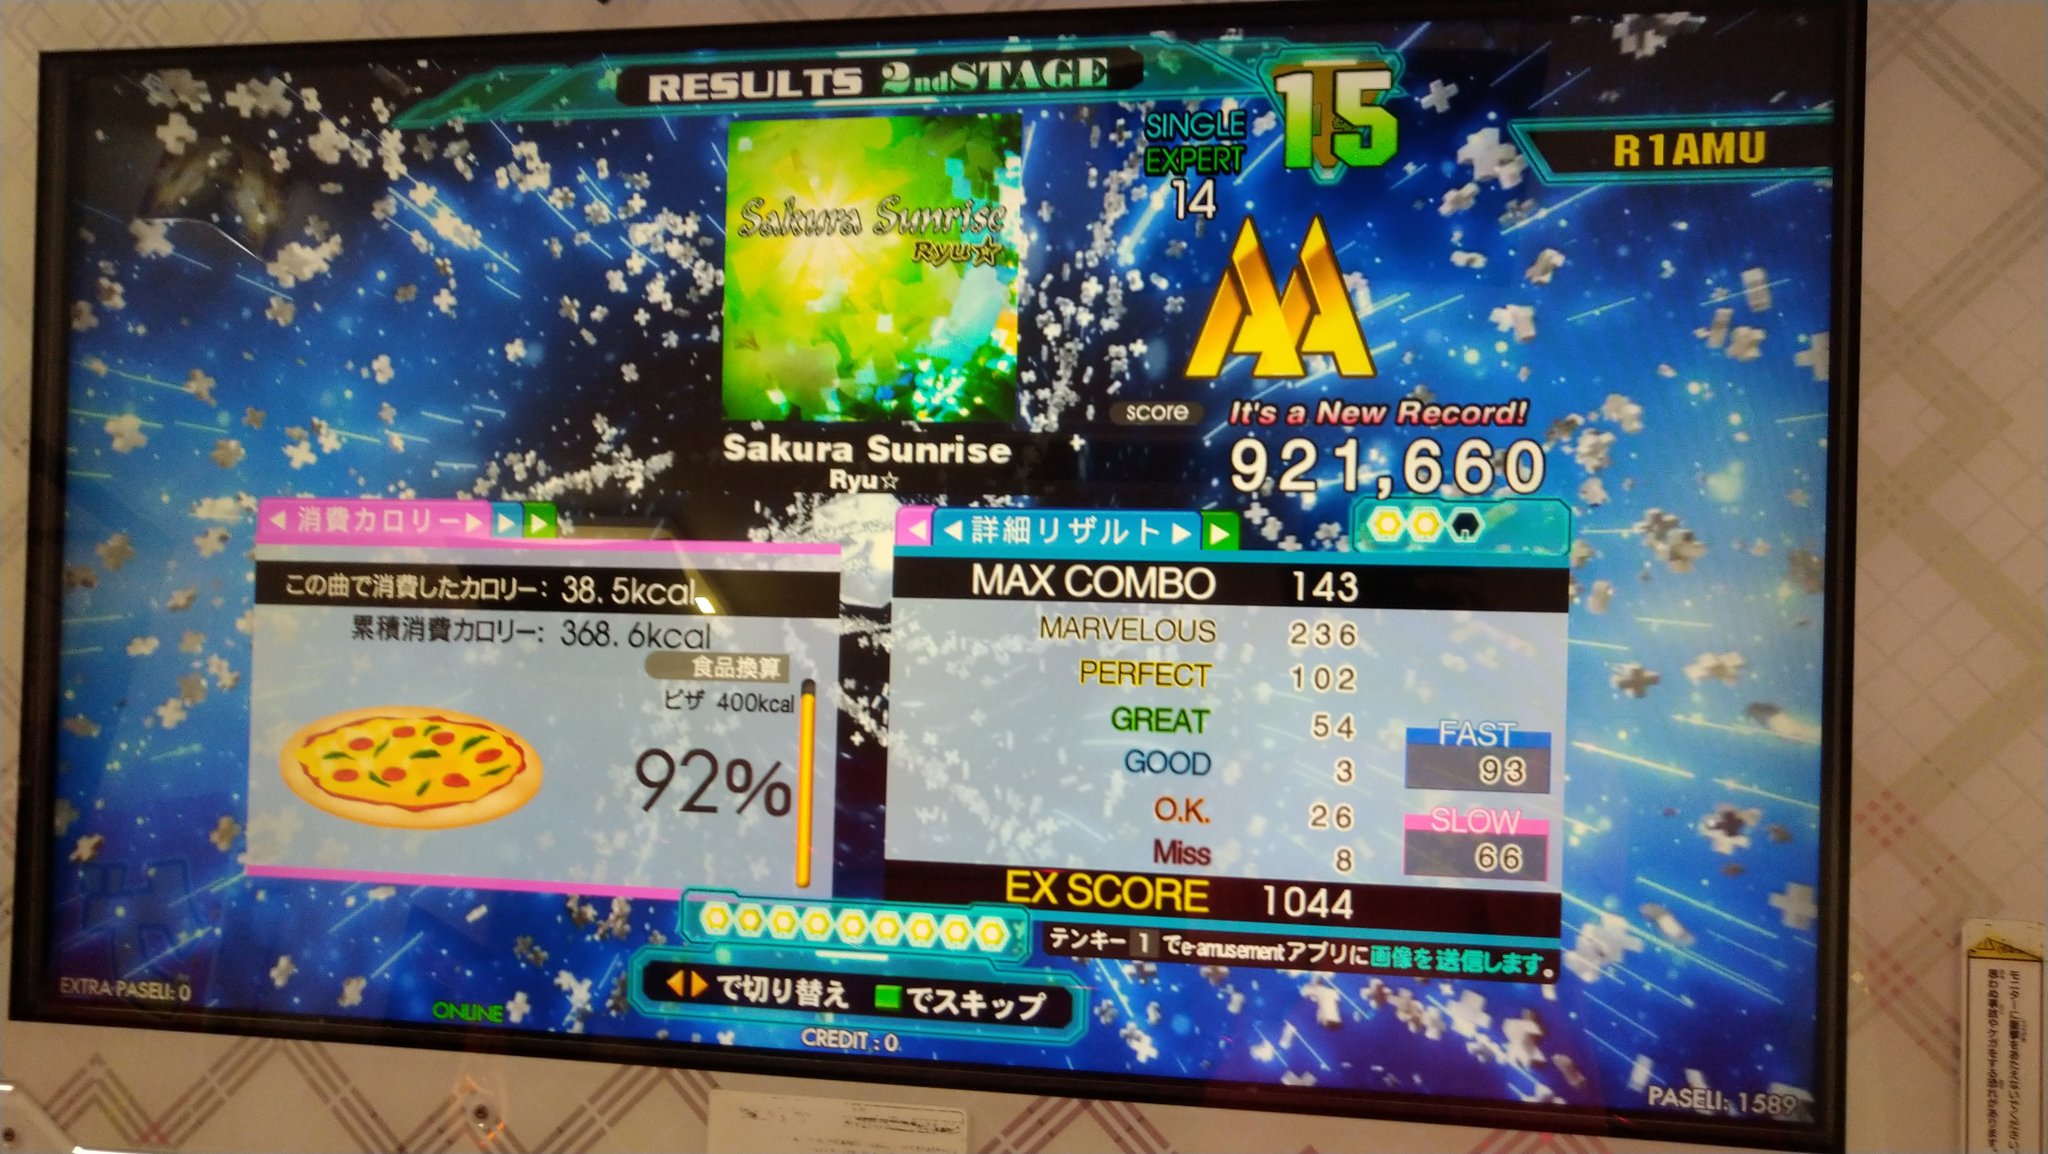 RESULTS 2nd STAGE
15
R1AMU
SINGLE
EXPERT
14
Sakura Sunrise
Ryu☆
AA
score
It's a New Record!
921,660
Sakura Sunrise
Ryu☆
消費カロリー
この曲で消費したカロリー: 38.5kcal
累積消費カロリー: 368.6kcal
食品換算
ピザ 400kcal
92%
詳細リザルト
MAX COMBO 143
MARVELOUS 236
PERFECT 102
GREAT 54
GOOD 3
O.K. 26
Miss 8
FAST
93
SLOW
66
EX SCORE 1044
テンキー 1 でe-amusementアプリに画像を送信します。
で切り替え でスキップ
EXTRA PASELI: 0
ONLINE
CREDIT : 0
PASELI: 1589